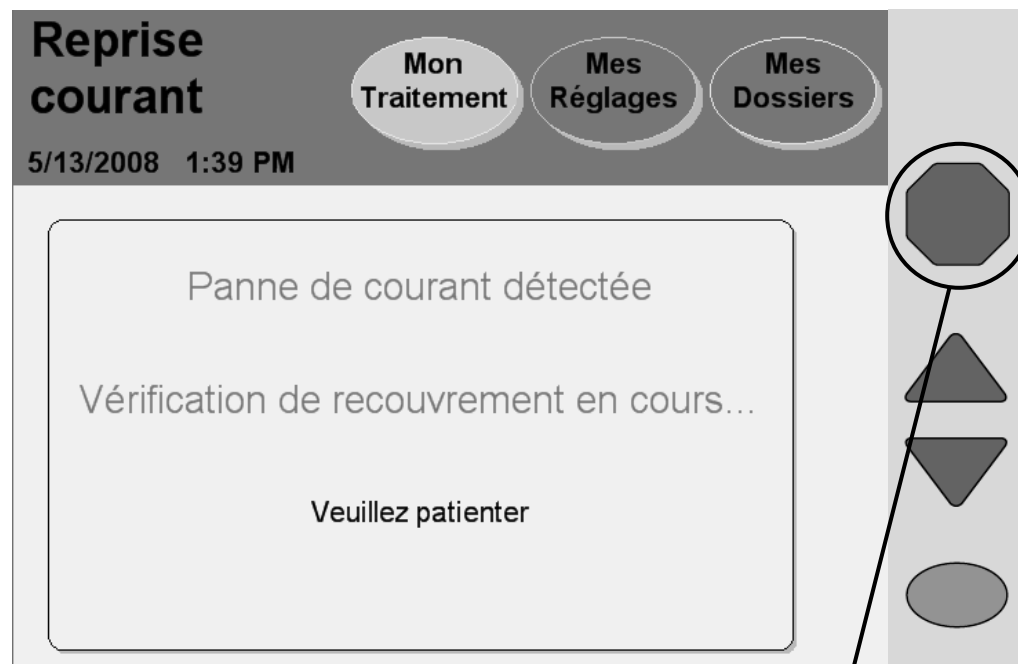 Reprise
courant
5/13/2008 1:39 PM
Mon
Traitement
Mes
Réglages
Mes
Dossiers
Panne de courant détectée
Vérification de recouvrement en cours...
Veuillez patienter